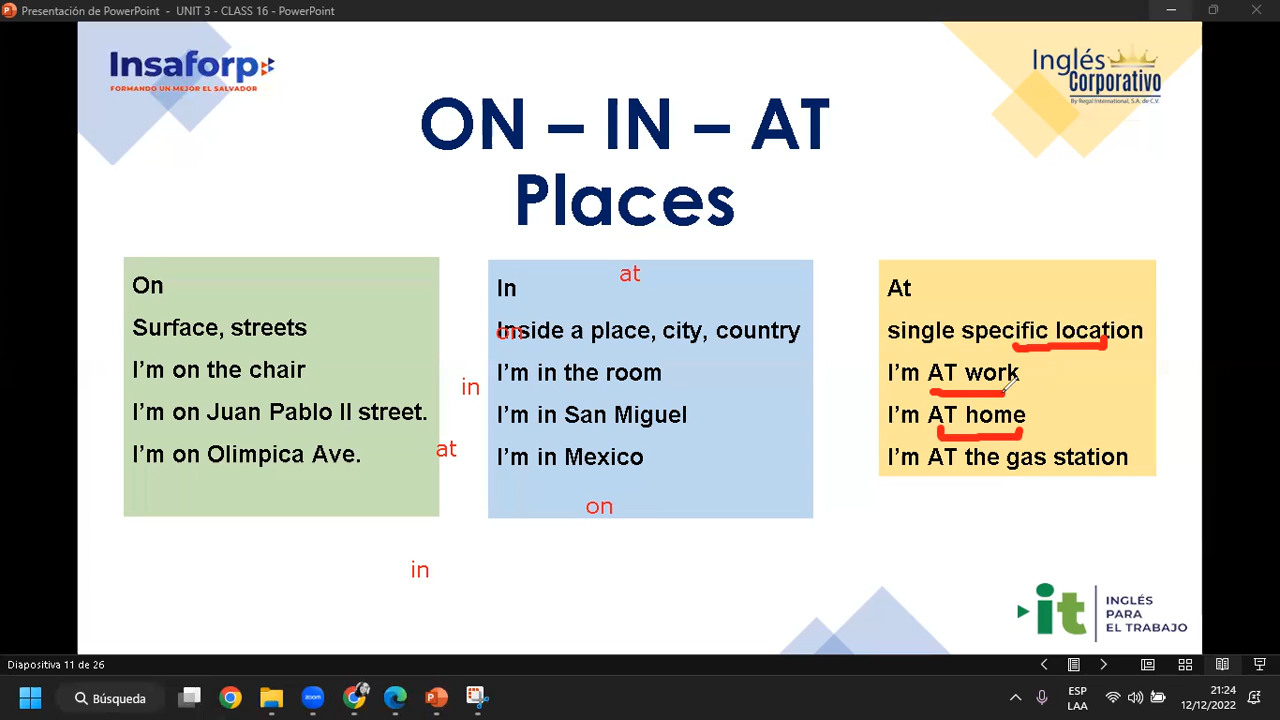 Presentación de PowerPoint - UNIT 3 - CLASS 16 - PowerPoint
Insaforp
FORMANDO UN MEJOR EL SALVADOR
Inglés
Corporativo
By Regal International, S.A. de C.V.
ON – IN – AT
Places
On
Surface, streets
I'm on the chair
I'm on Juan Pablo II street.
I'm on Olimpica Ave.
In
Inside a place, city, country
I'm in the room
I'm in San Miguel
I'm in Mexico
At
single specific location
I'm AT work
I'm AT home
I'm AT the gas station
at
on
in
at
on
in
it
INGLÉS
PARA
EL TRABAJO
Diapositiva 11 de 26
Búsqueda
zoom
ESP
LAA
21:24
12/12/2022